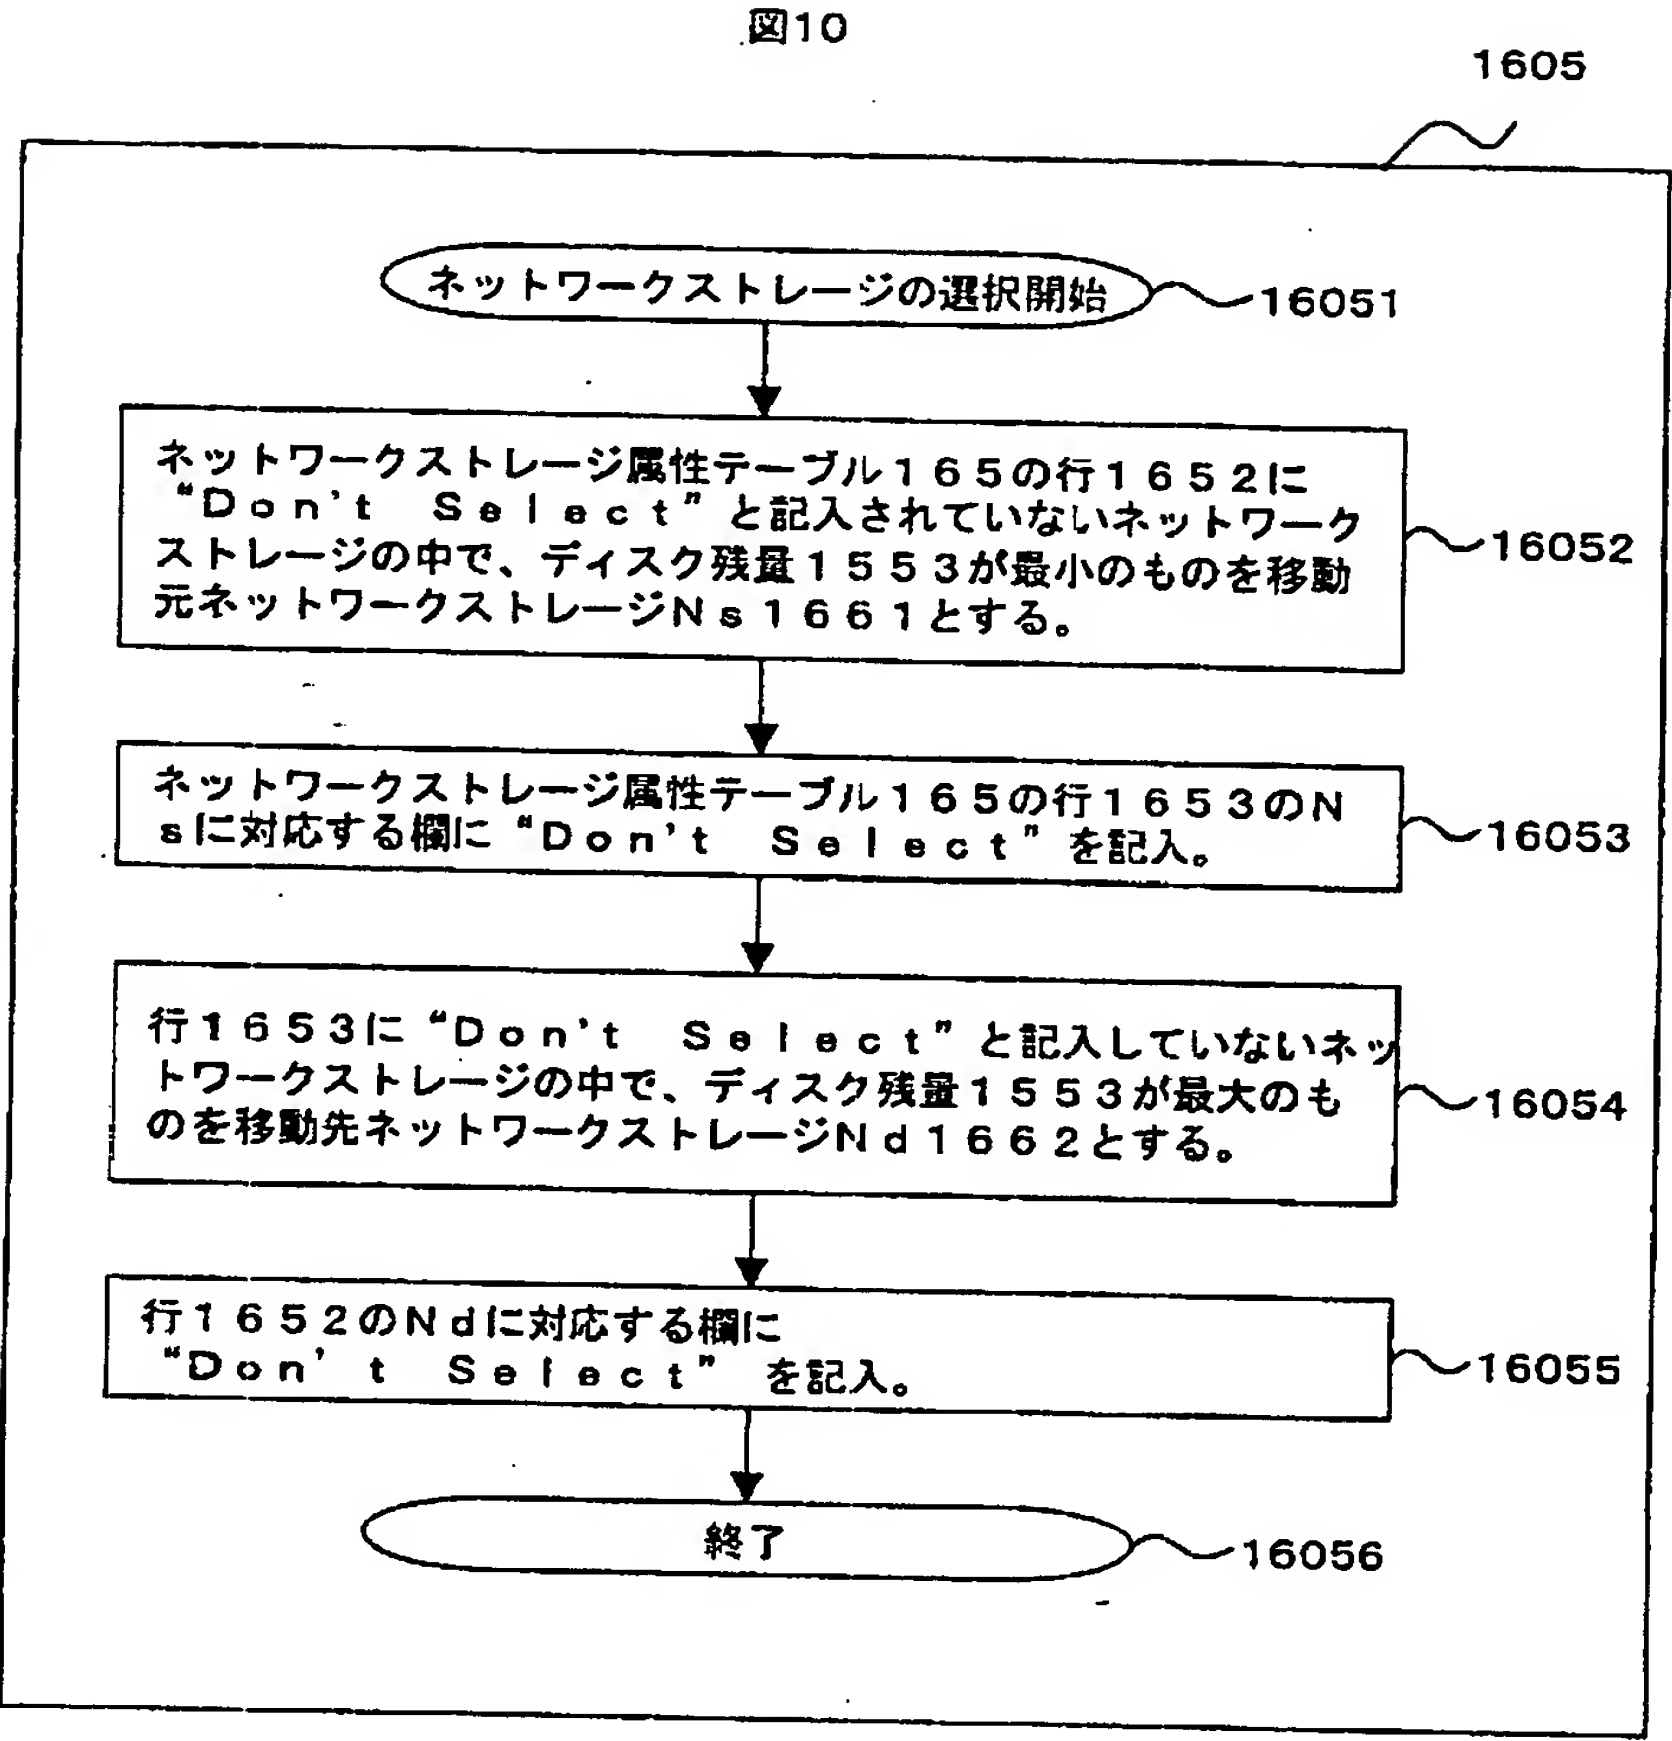 図10
1605
ネットワークストレージの選択開始
16051
ネットワークストレージ属性テーブル165の行1652に
“Don't Select”と記入されていないネットワーク
ストレージの中で、ディスク残量1553が最小のものを移動
元ネットワークストレージNs1661とする。
16052
ネットワークストレージ属性テーブル165の行1653のN
sに対応する欄に“Don't Select”を記入。
16053
行1653に“Don't Select”と記入していないネッ
トワークストレージの中で、ディスク残量1553が最大のも
のを移動先ネットワークストレージNd1662とする。
16054
行1652のNdに対応する欄に
“Don't Select” を記入。
16055
終了
16056